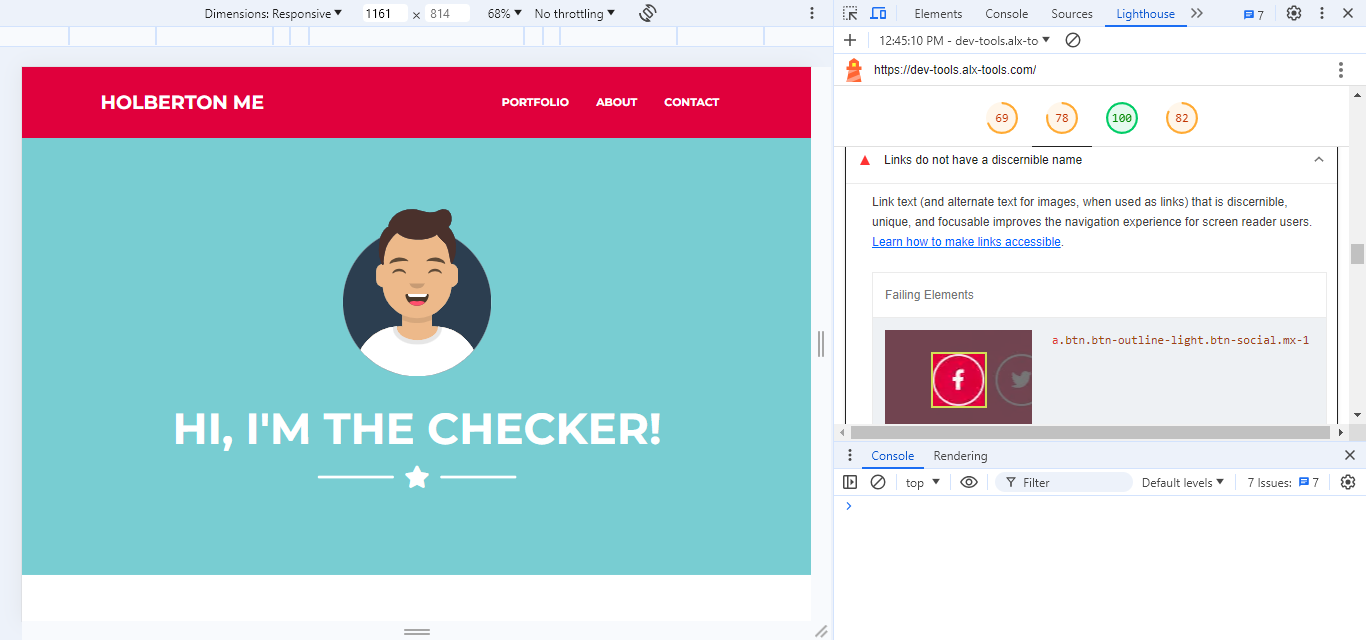 Dimensions: Responsive 1161 × 814 68% No throttling
HOLBERTON ME PORTFOLIO ABOUT CONTACT
HI, I'M THE CHECKER!
Elements Console Sources Lighthouse 7
12:45:10 PM - dev-tools.alx-to
https://dev-tools.alx-tools.com/
69 78 100 82
Links do not have a discernible name
Link text (and alternate text for images, when used as links) that is discernible,
unique, and focusable improves the navigation experience for screen reader users.
Learn how to make links accessible.
Failing Elements
a.btn.btn-outline-light.btn-social.mx-1
Console Rendering
top Filter Default levels 7 Issues: 7